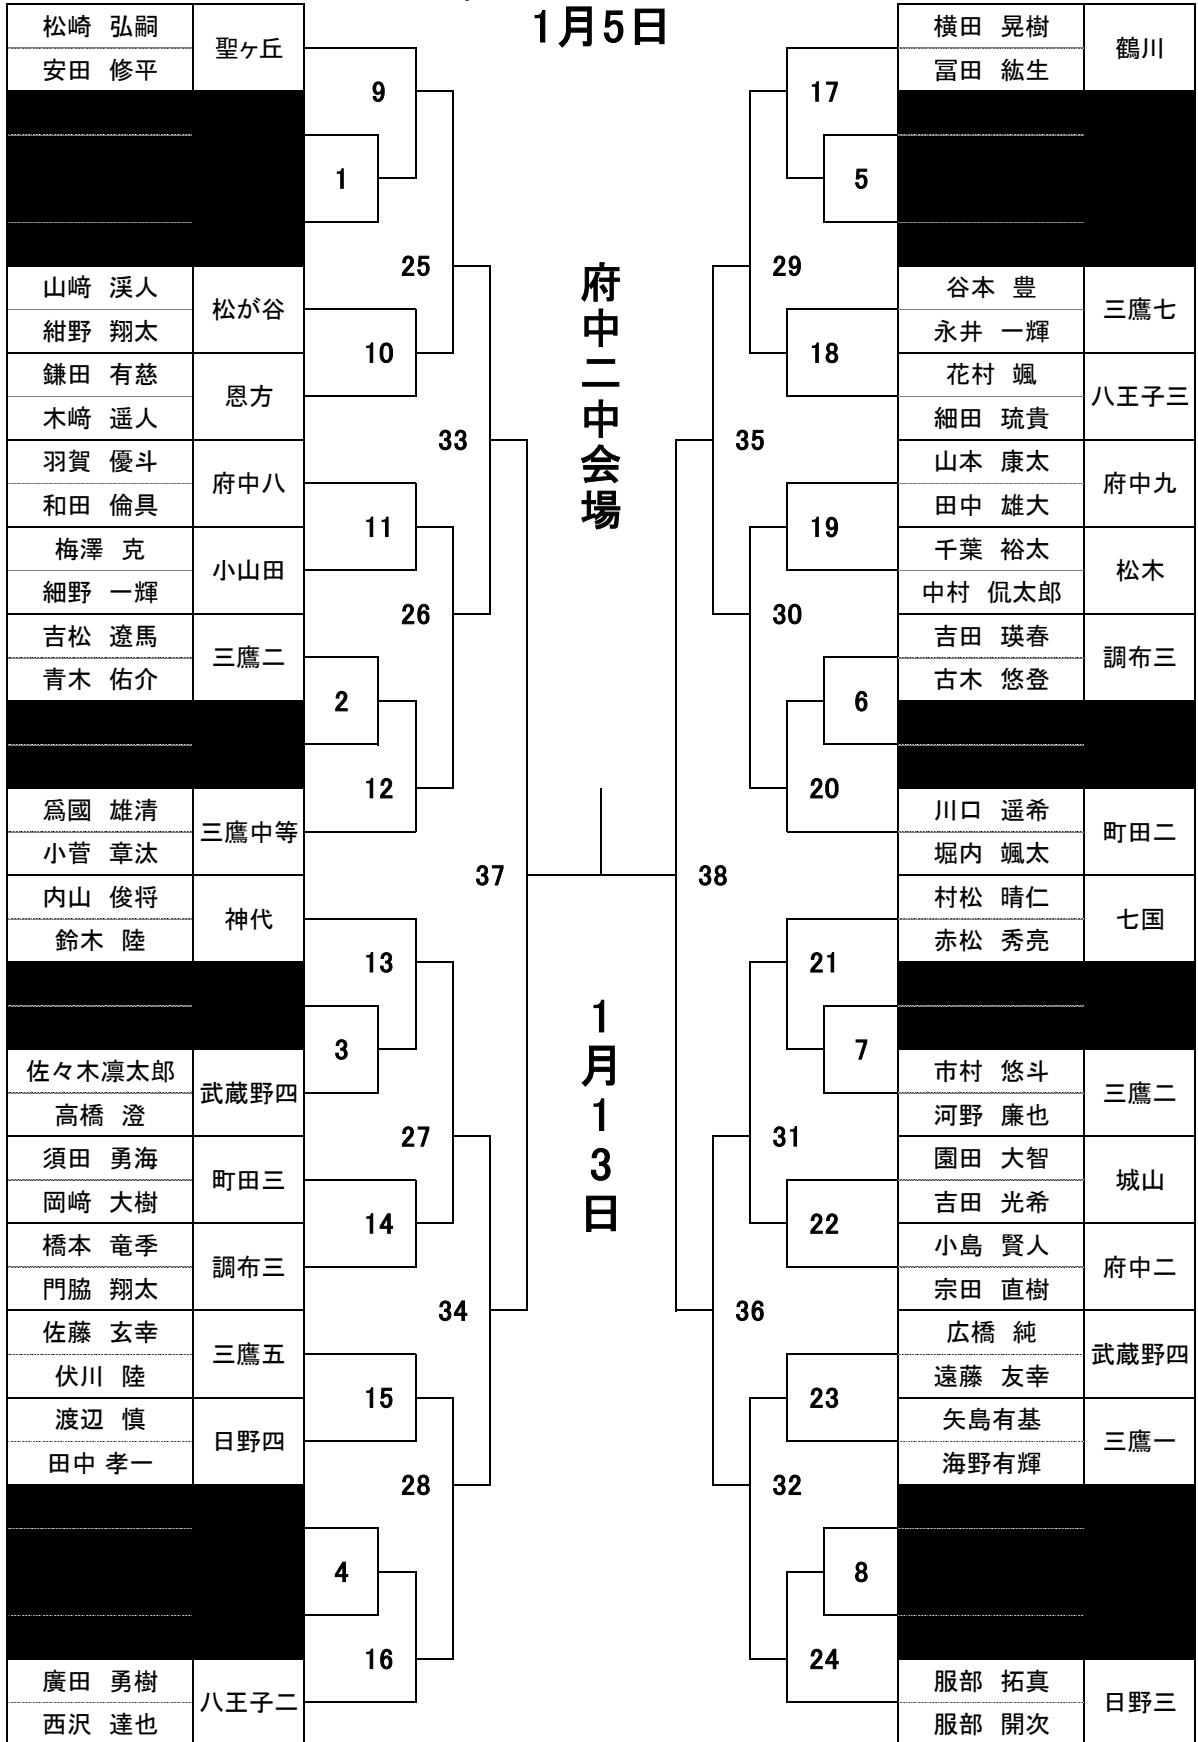 1月5日
松崎 弘嗣
安田 修平
聖ヶ丘
山﨑 渓人
紺野 翔太
松が谷
鎌田 有慈
木﨑 遥人
恩方
羽賀 優斗
和田 倫具
府中八
梅澤 克
細野 一輝
小山田
吉松 遼馬
青木 佑介
三鷹二
爲國 雄清
小菅 章汰
三鷹中等
内山 俊将
鈴木 陸
神代
佐々木凛太郎
高橋 澄
武蔵野四
須田 勇海
岡﨑 大樹
町田三
橋本 竜季
門脇 翔太
調布三
佐藤 玄幸
伏川 陸
三鷹五
渡辺 慎
田中 孝一
日野四
廣田 勇樹
西沢 達也
八王子二
9
1
25
10
33
11
26
2
12
37
13
3
27
14
34
15
28
4
16
府中二中会場
1月13日
17
5
29
18
35
19
30
6
20
38
21
7
31
22
36
23
32
8
24
横田 晃樹
冨田 紘生
鶴川
谷本 豊
永井 一輝
三鷹七
花村 颯
細田 琉貴
八王子三
山本 康太
田中 雄大
府中九
千葉 裕太
中村 侃太郎
松木
吉田 瑛春
古木 悠登
調布三
川口 遥希
堀内 颯太
町田二
村松 晴仁
赤松 秀亮
七国
市村 悠斗
河野 廉也
三鷹二
園田 大智
吉田 光希
城山
小島 賢人
宗田 直樹
府中二
広橋 純
遠藤 友幸
武蔵野四
矢島有基
海野有輝
三鷹一
服部 拓真
服部 開次
日野三